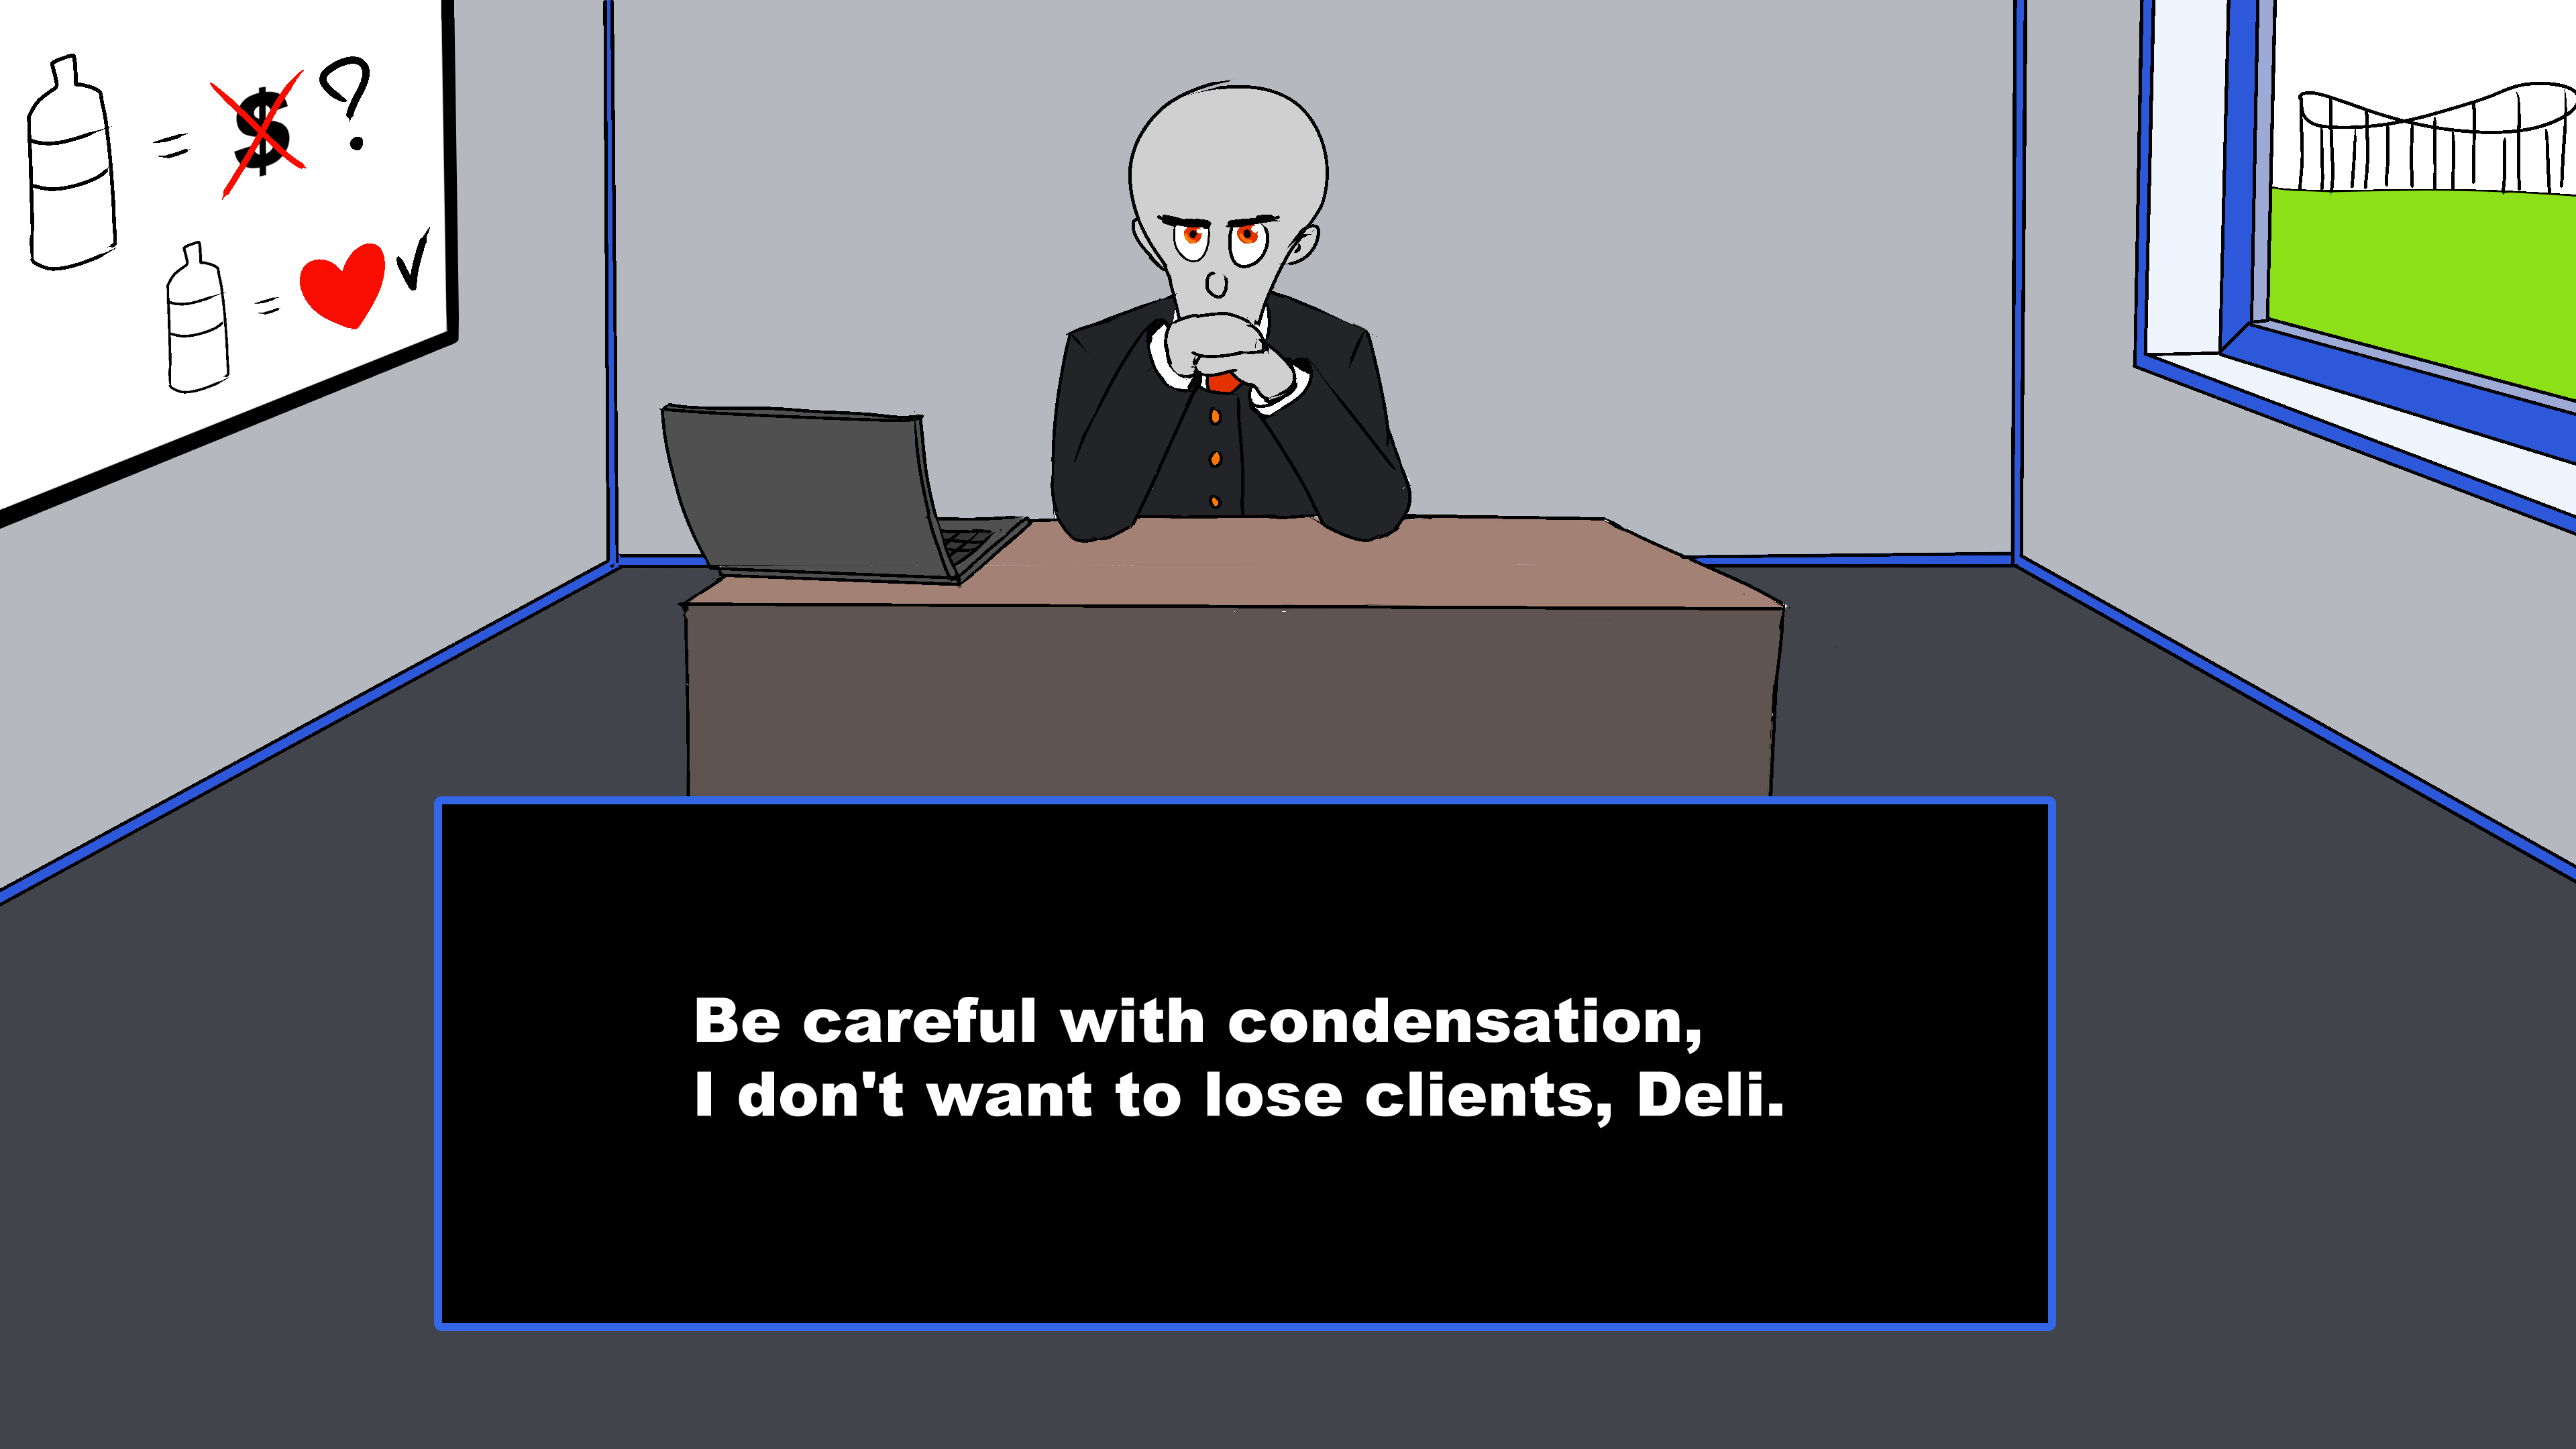 = $ ?
= ✓
Be careful with condensation,
I don't want to lose clients, Deli.